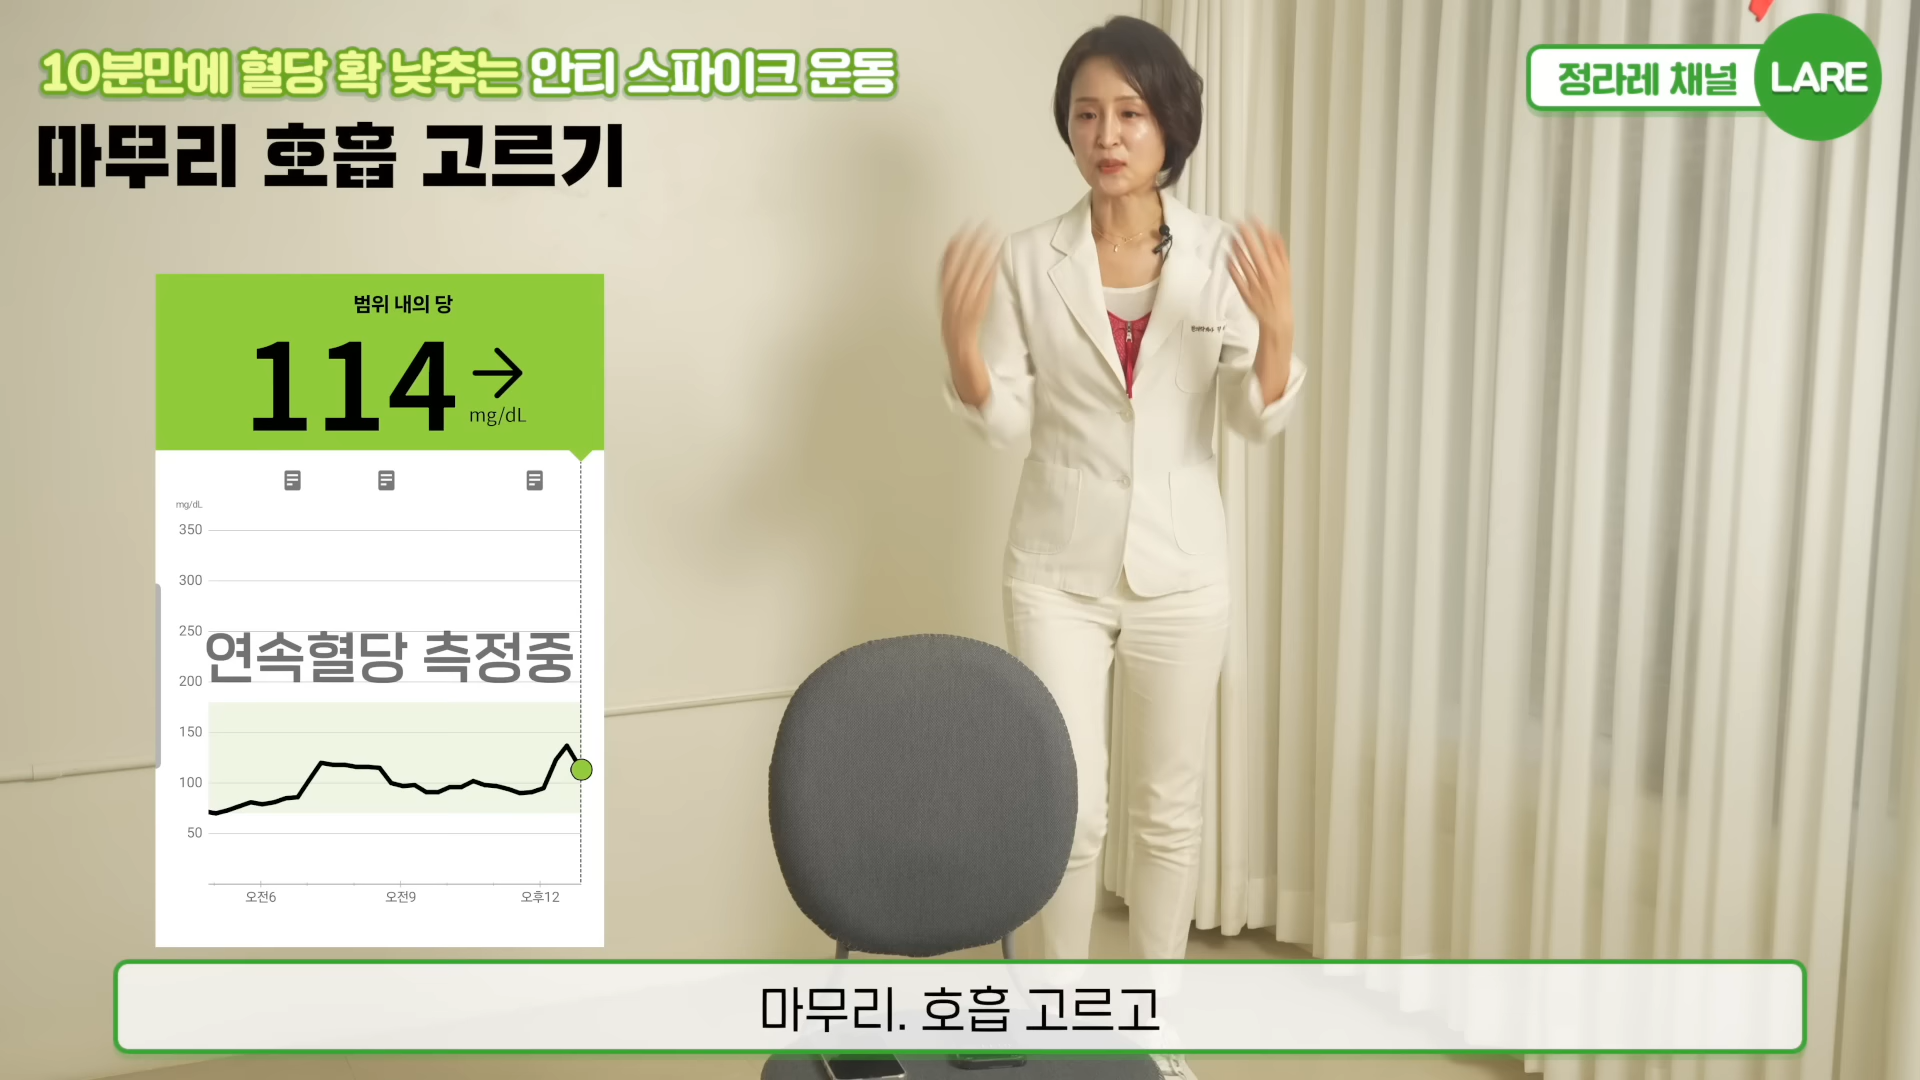 10분만에 혈당 확 낮추는 안티 스파이크 운동
마무리 호흡 고르기
정라레 채널
LARE
범위 내의 당
114 →
mg/dL
mg/dL
350
300
250
연속혈당 측정중
200
150
100
50
오전6
오전9
오후12
마무리. 호흡 고르고